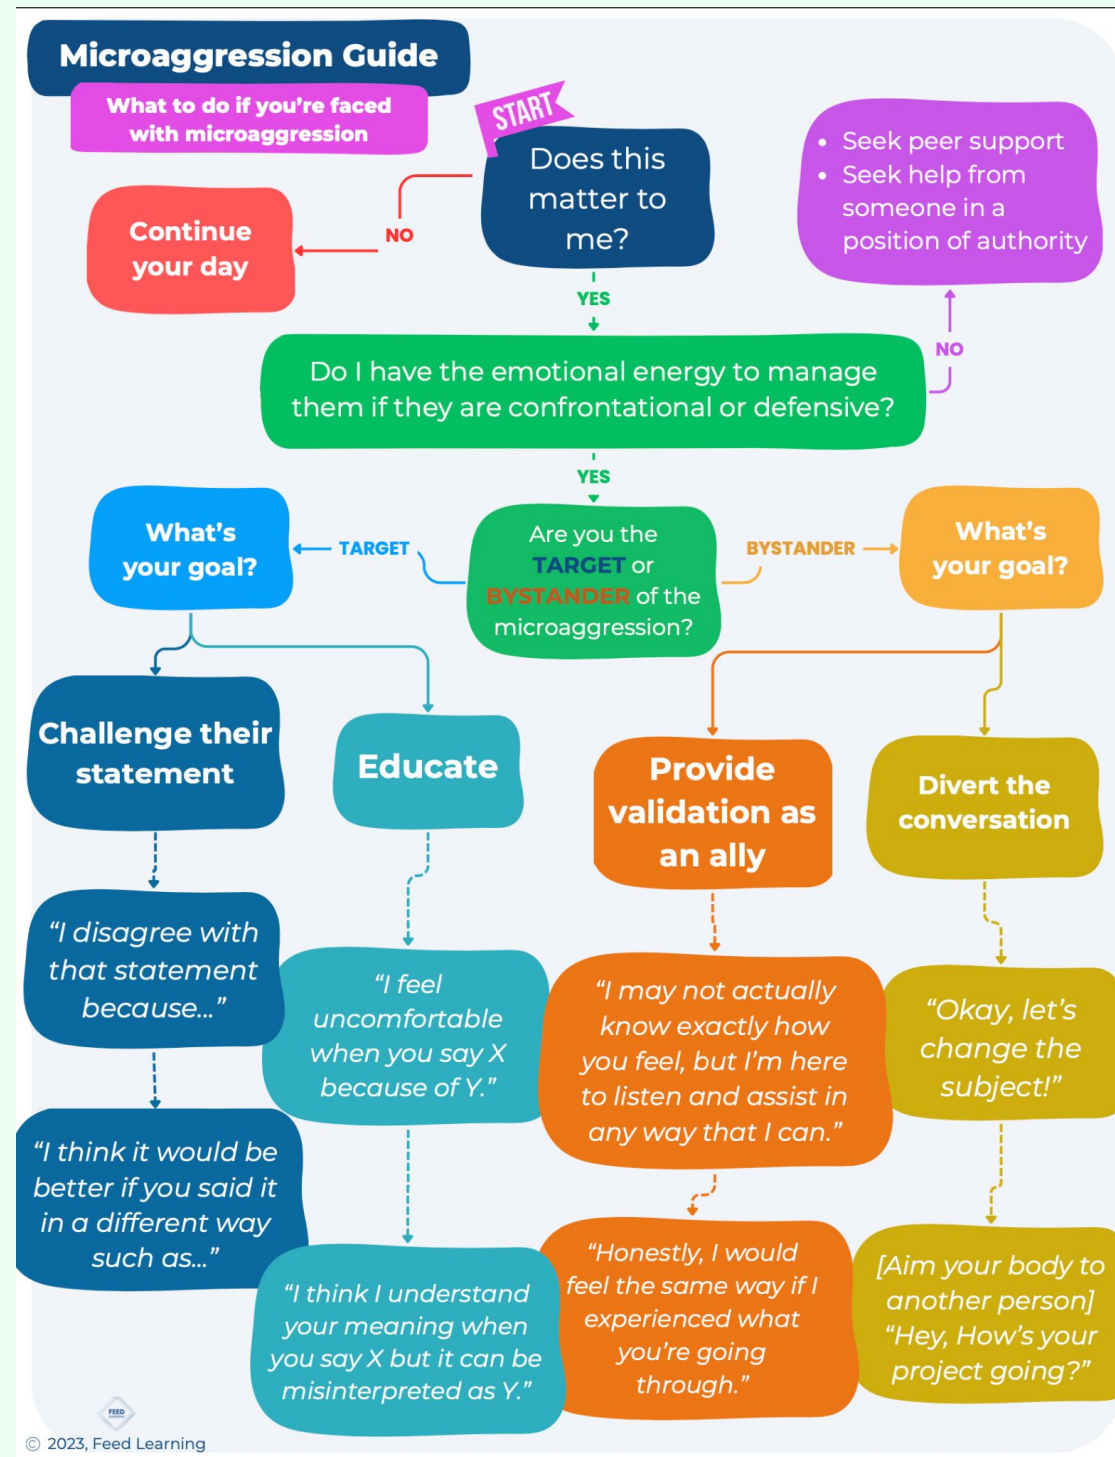 Microaggression Guide
What to do if you're faced
with microaggression
START
Does this
matter to
me?
NO
Continue
your day
YES
• Seek peer support
• Seek help from
someone in a
position of authority
NO
Do I have the emotional energy to manage
them if they are confrontational or defensive?
YES
Are you the
TARGET or
BYSTANDER of the
microaggression?
TARGET
What's
your goal?
BYSTANDER
What's
your goal?
Challenge their
statement
"I disagree with
that statement
because..."
"I think it would be
better if you said it
in a different way
such as..."
Educate
"I feel
uncomfortable
when you say X
because of Y."
"I think I understand
your meaning when
you say X but it can be
misinterpreted as Y."
Provide
validation as
an ally
"I may not actually
know exactly how
you feel, but I'm here
to listen and assist in
any way that I can."
"Honestly, I would
feel the same way if I
experienced what
you're going
through."
Divert the
conversation
"Okay, let's
change the
subject!"
[Aim your body to
another person]
"Hey, How's your
project going?"
FEED
© 2023, Feed Learning